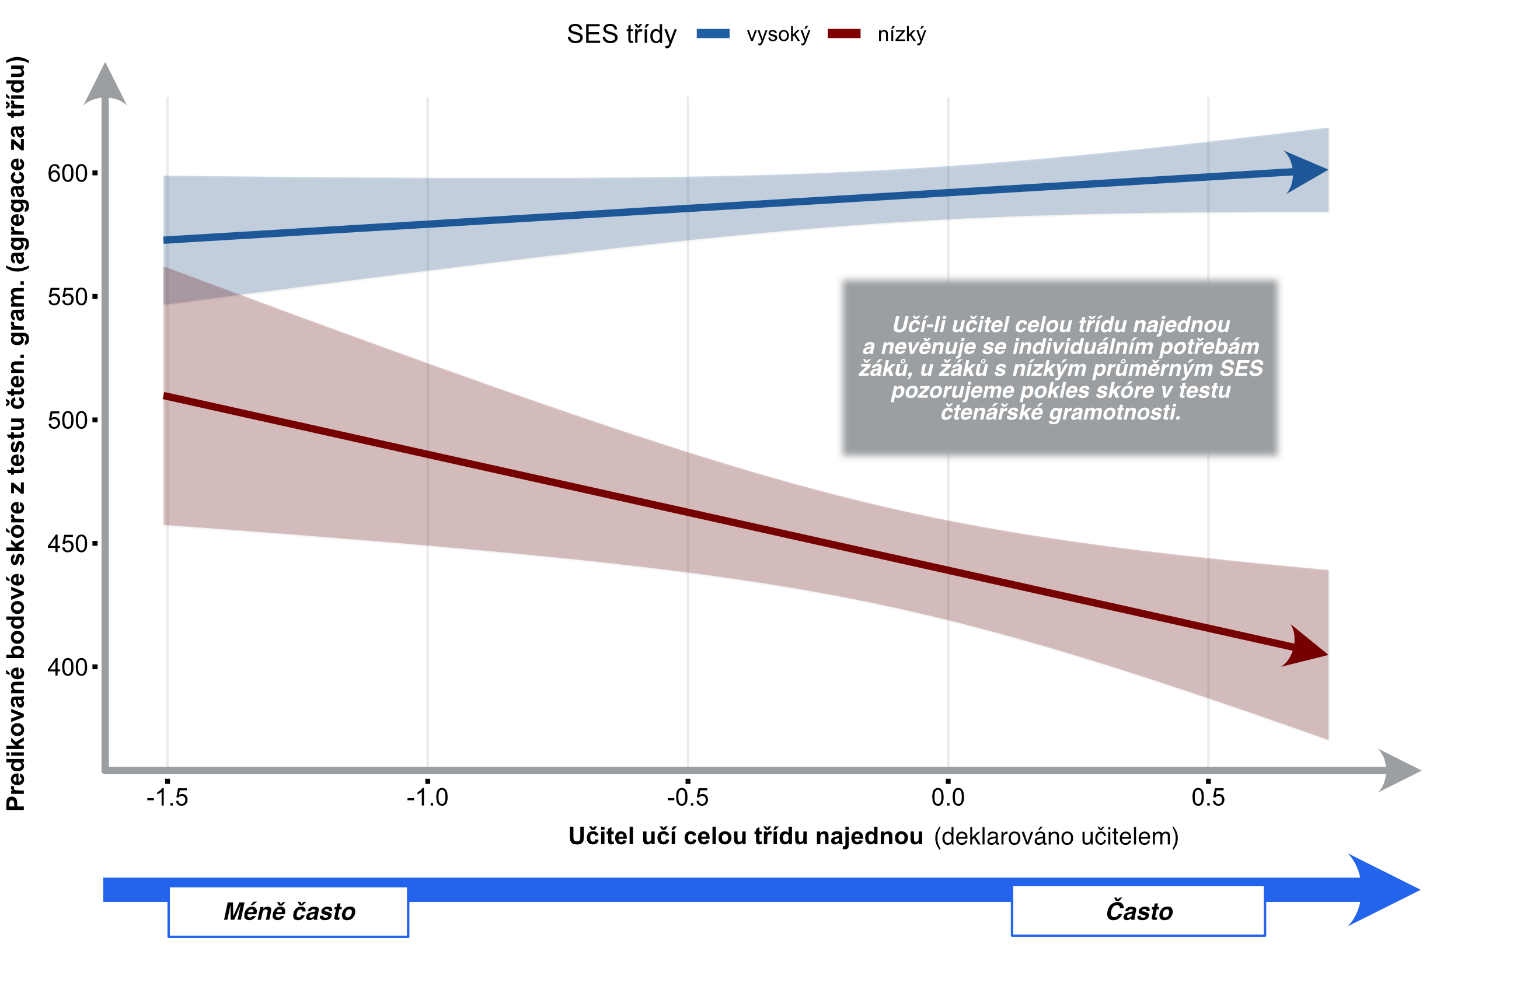 SES třídy vysoký nízký
Predikované bodové skóre z testu čten. gram. (agregace za třídu)
600
550
500
450
400
Učí-li učitel celou třídu najednou
a nevěnuje se individuálním potřebám
žáků, u žáků s nízkým průměrným SES
pozorujeme pokles skóre v testu
čtenářské gramotnosti.
-1.5 -1.0 -0.5 0.0 0.5
Učitel učí celou třídu najednou (deklarováno učitelem)
Méně často Často